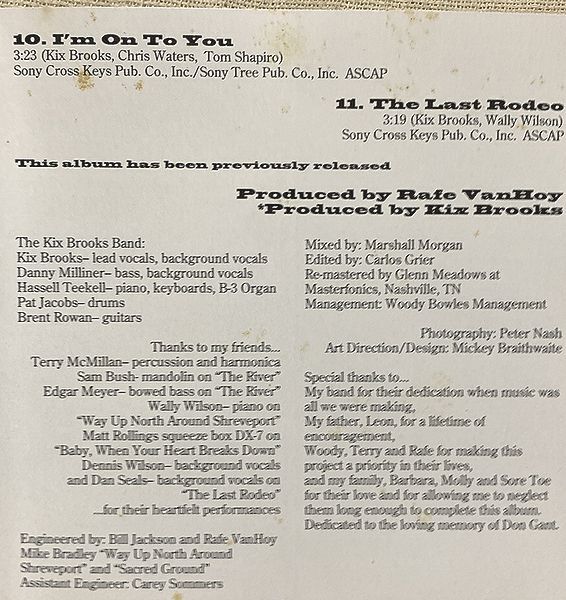 10. I'm On To You
3:23 (Kix Brooks, Chris Waters, Tom Shapiro)
Sony Cross Keys Pub. Co., Inc./Sony Tree Pub. Co., Inc. ASCAP
11. The Last Rodeo
3:19 (Kix Brooks, Wally Wilson)
Sony Cross Keys Pub. Co., Inc. ASCAP
This album has been previously released
Produced by Rafe VanHoy
*Produced by Kix Brooks
The Kix Brooks Band:
Kix Brooks– lead vocals, background vocals
Danny Milliner– bass, background vocals
Hassell Teekell– piano, keyboards, B-3 Organ
Pat Jacobs– drums
Brent Rowan– guitars
Thanks to my friends...
Terry McMillan– percussion and harmonica
Sam Bush- mandolin on "The River"
Edgar Meyer– bowed bass on "The River"
Wally Wilson– piano on
"Way Up North Around Shreveport"
Matt Rollings squeeze box DX-7 on
"Baby, When Your Heart Breaks Down"
Dennis Wilson– background vocals
and Dan Seals– background vocals on
"The Last Rodeo"
...for their heartfelt performances
Engineered by: Bill Jackson and Rafe VanHoy
Mike Bradley "Way Up North Around
Shreveport" and "Sacred Ground"
Assistant Engineer: Carey Sommers
Mixed by: Marshall Morgan
Edited by: Carlos Grier
Re-mastered by Glenn Meadows at
Masterfonics, Nashville, TN
Management: Woody Bowles Management
Photography: Peter Nash
Art Direction/Design: Mickey Braithwaite
Special thanks to...
My band for their dedication when music was
all we were making,
My father, Leon, for a lifetime of
encouragement,
Woody, Terry and Rafe for making this
project a priority in their lives,
and my family, Barbara, Molly and Sore Toe
for their love and for allowing me to neglect
them long enough to complete this album.
Dedicated to the loving memory of Don Gant.